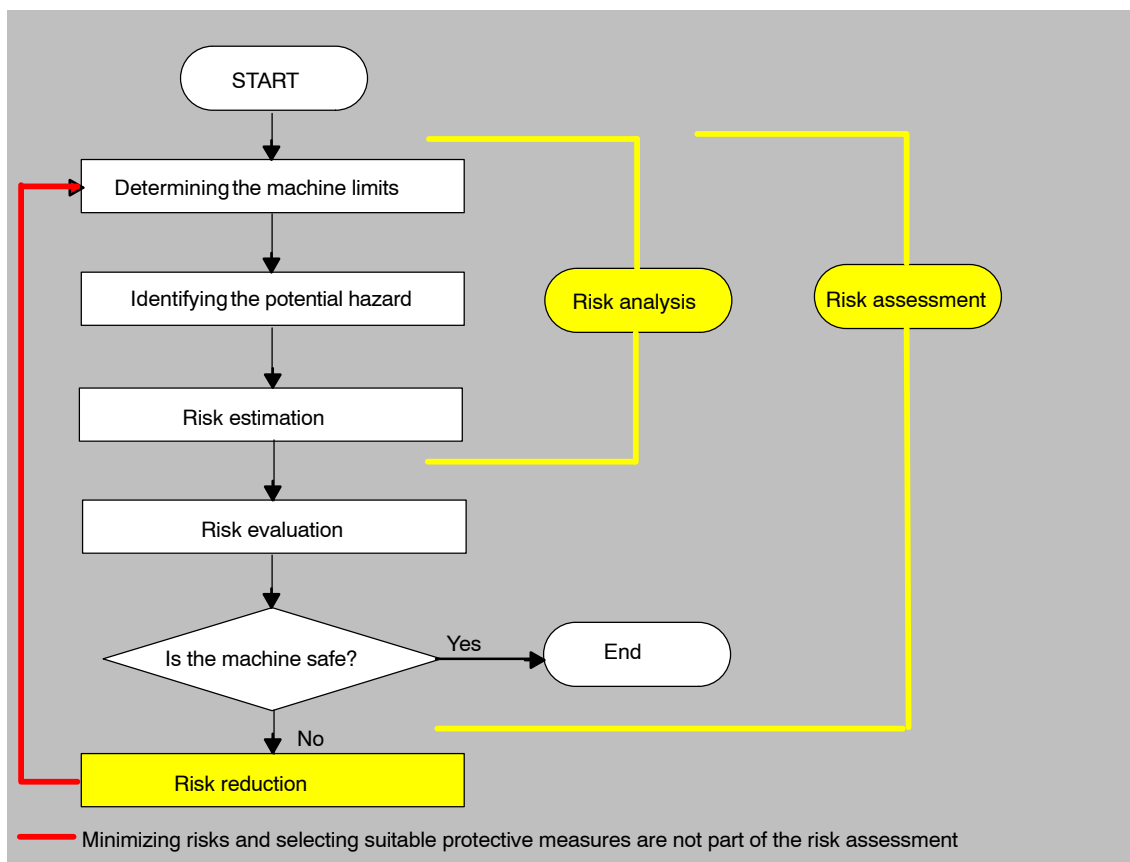 START
Determining the machine limits
Identifying the potential hazard
Risk analysis
Risk assessment
Risk estimation
Risk evaluation
Is the machine safe?
Yes
End
No
Risk reduction
Minimizing risks and selecting suitable protective measures are not part of the risk assessment